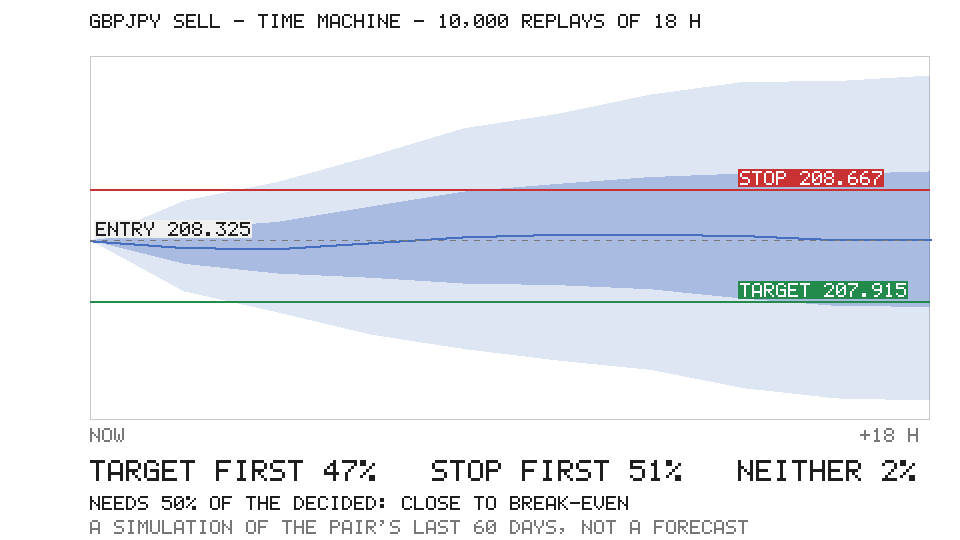 GBPJPY SELL - TIME MACHINE - 10,000 REPLAYS OF 18 H
STOP 208.667
ENTRY 208.325
TARGET 207.915
NOW +18 H
TARGET FIRST 47% STOP FIRST 51% NEITHER 2%
NEEDS 50% OF THE DECIDED: CLOSE TO BREAK-EVEN
A SIMULATION OF THE PAIR'S LAST 60 DAYS, NOT A FORECAST